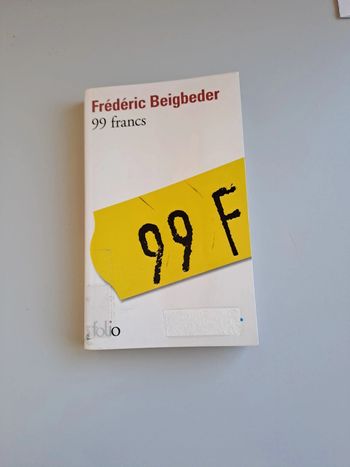 Frédéric Beigbeder
99 francs
99 F
folio